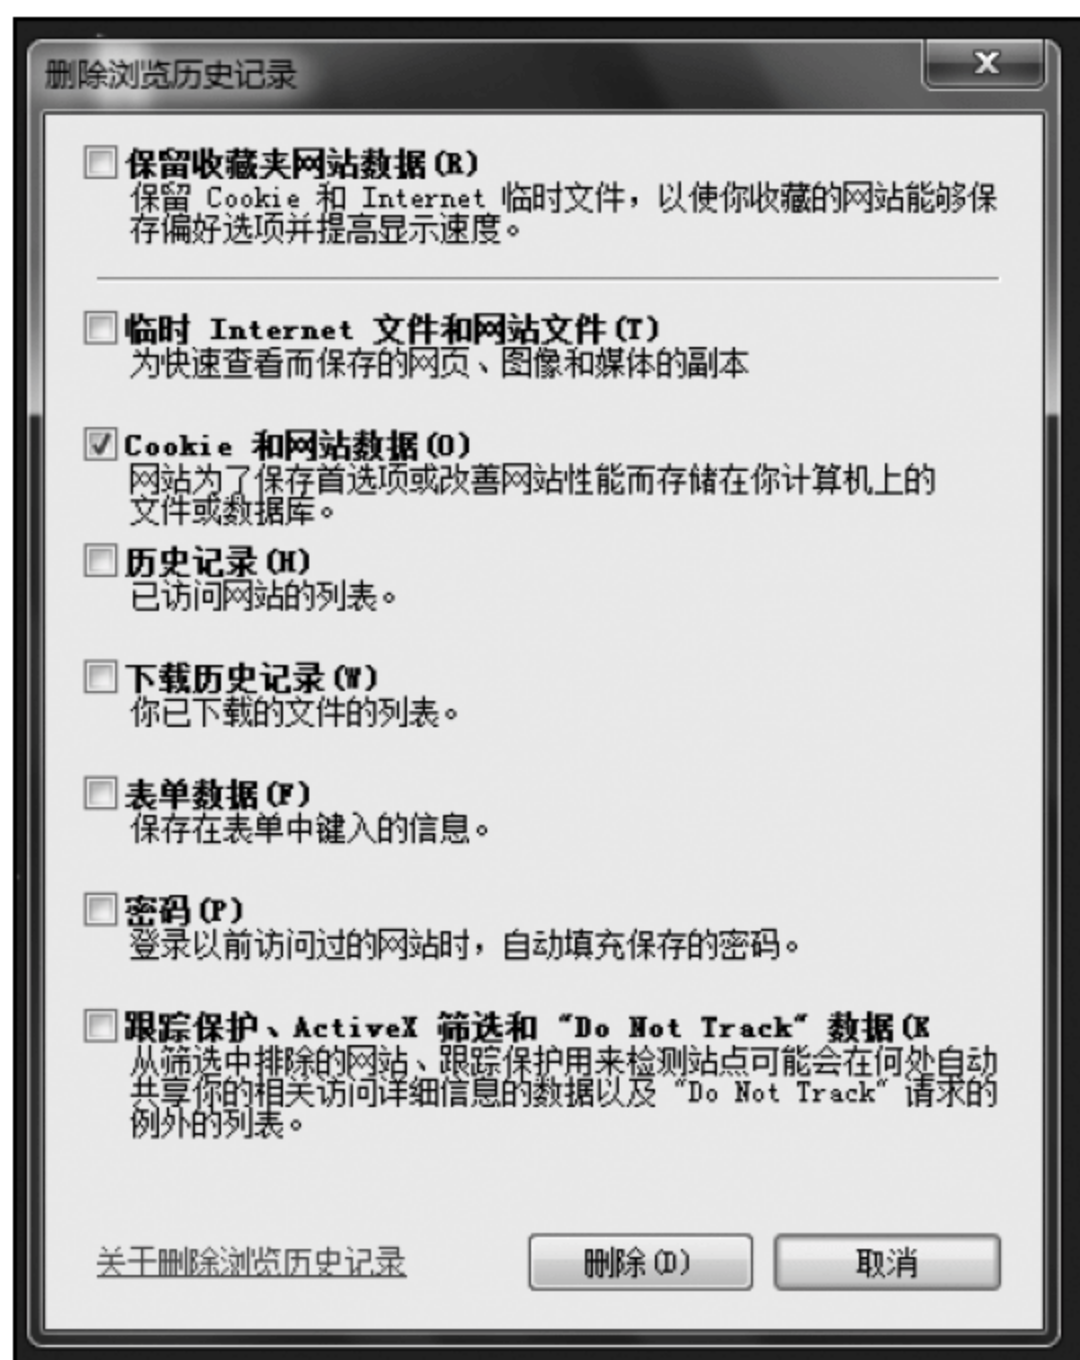 删除浏览历史记录
保留收藏夹网站数据(R)
保留 Cookie 和 Internet 临时文件，以使你收藏的网站能够保
存偏好选项并提高显示速度。
临时 Internet 文件和网站文件(T)
为快速查看而保存的网页、图像和媒体的副本
Cookie 和网站数据(O)
网站为了保存首选项或改善网站性能而存储在你计算机上的
文件或数据库。
历史记录(H)
已访问网站的列表。
下载历史记录(W)
你已下载的文件的列表。
表单数据(F)
保存在表单中键入的信息。
密码(P)
登录以前访问过的网站时，自动填充保存的密码。
跟踪保护、ActiveX 筛选和 "Do Not Track" 数据(K
从筛选中排除的网站、跟踪保护用来检测站点可能会在何处自动
共享你的相关访问详细信息的数据以及 "Do Not Track" 请求的
例外的列表。
关于删除浏览历史记录
删除(D)
取消